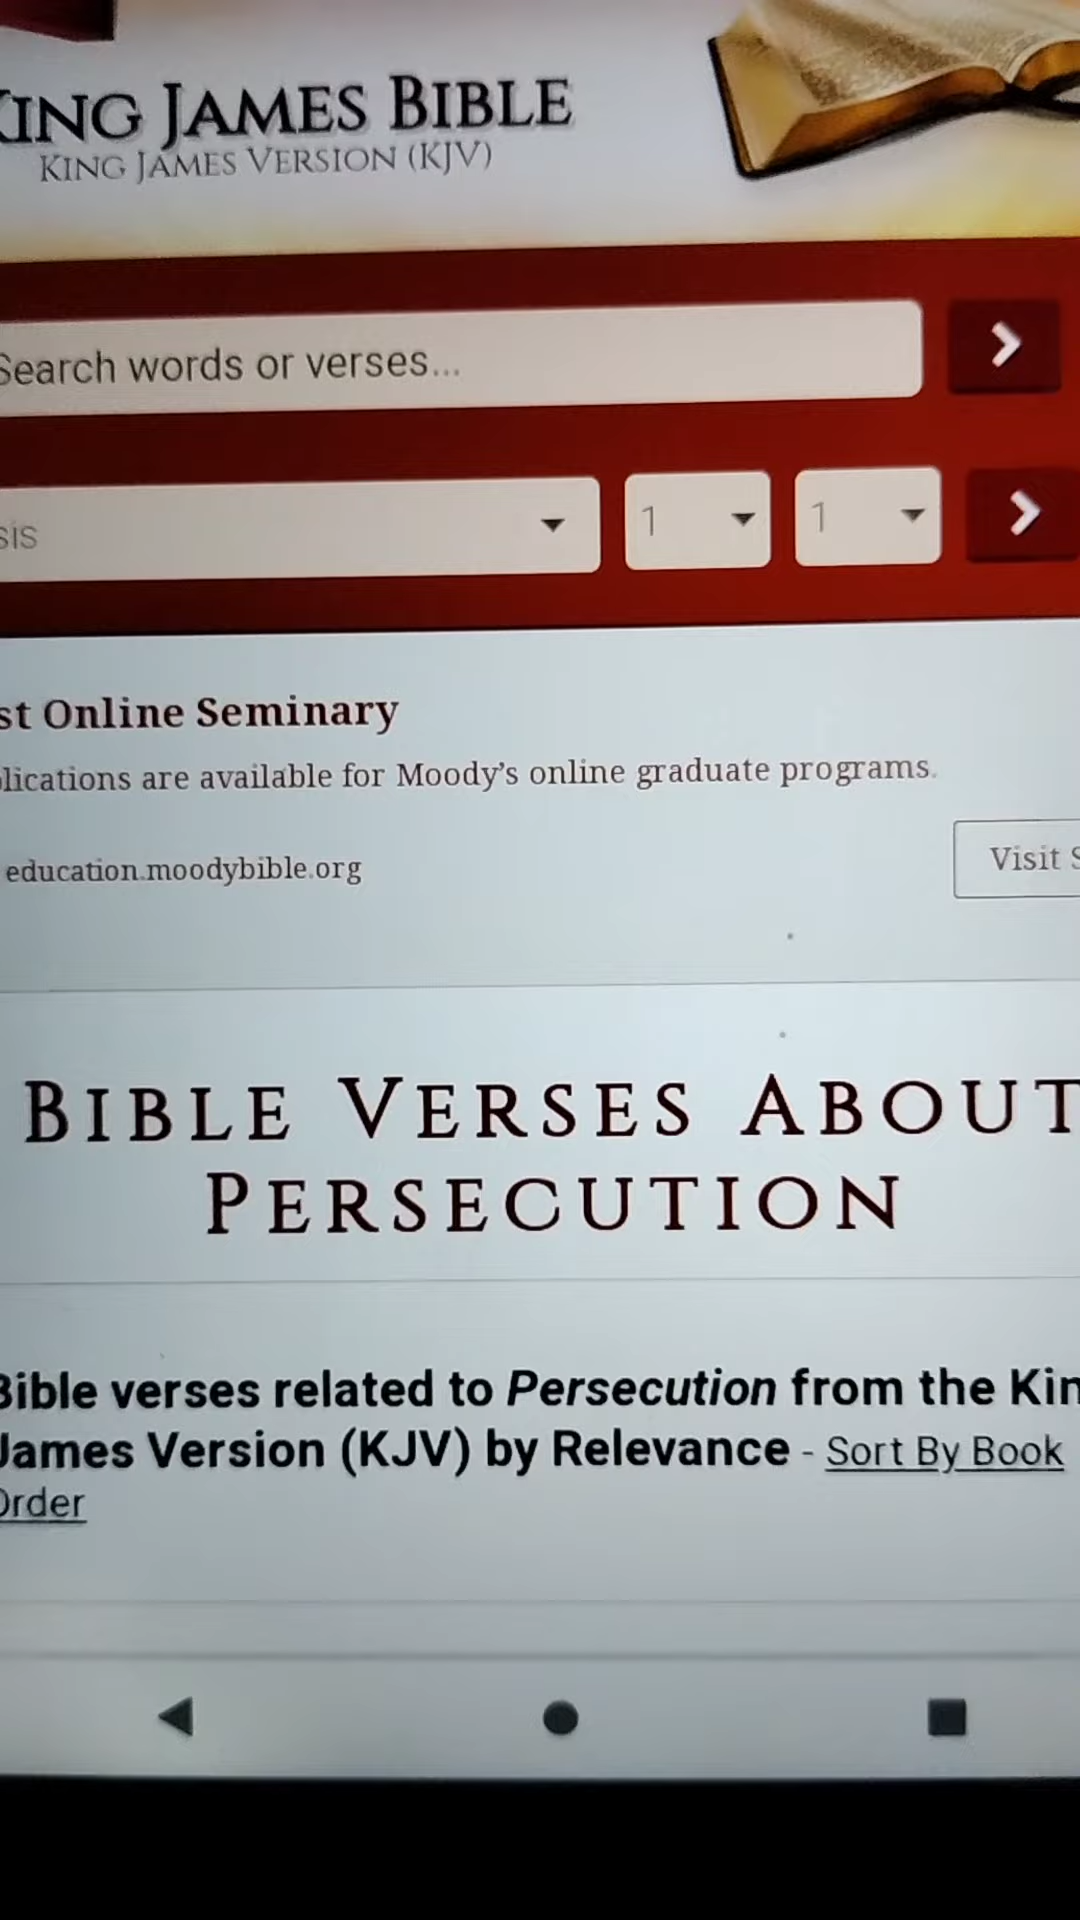 KING JAMES BIBLE
KING JAMES VERSION (KJV)
Search words or verses...
sis
1
1
st Online Seminary
lications are available for Moody’s online graduate programs.
education.moodybible.org
Visit S
BIBLE VERSES ABOUT
PERSECUTION
Bible verses related to Persecution from the Kin
James Version (KJV) by Relevance - Sort By Book
Order